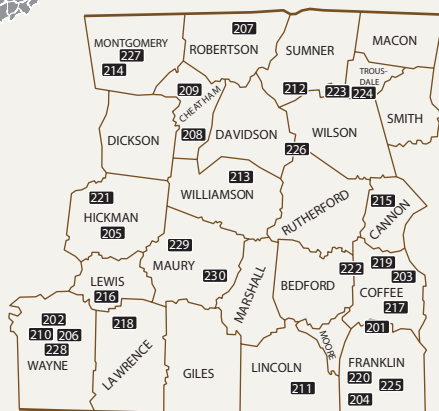 207
MONTGOMERY
ROBERTSON
SUMNER
MACON
227
214
TROUS-
DALE
209
212
223
224
CHEATHAM
SMITH
208
DICKSON
DAVIDSON
WILSON
226
213
WILLIAMSON
221
HICKMAN
205
RUTHERFORD
215
CANNON
229
MAURY
230
LEWIS
216
MARSHALL
BEDFORD
222
219
203
COFFEE
217
202
210 206
228
WAYNE
218
LAWRENCE
GILES
LINCOLN
211
MOORE
201
FRANKLIN
220
225
204